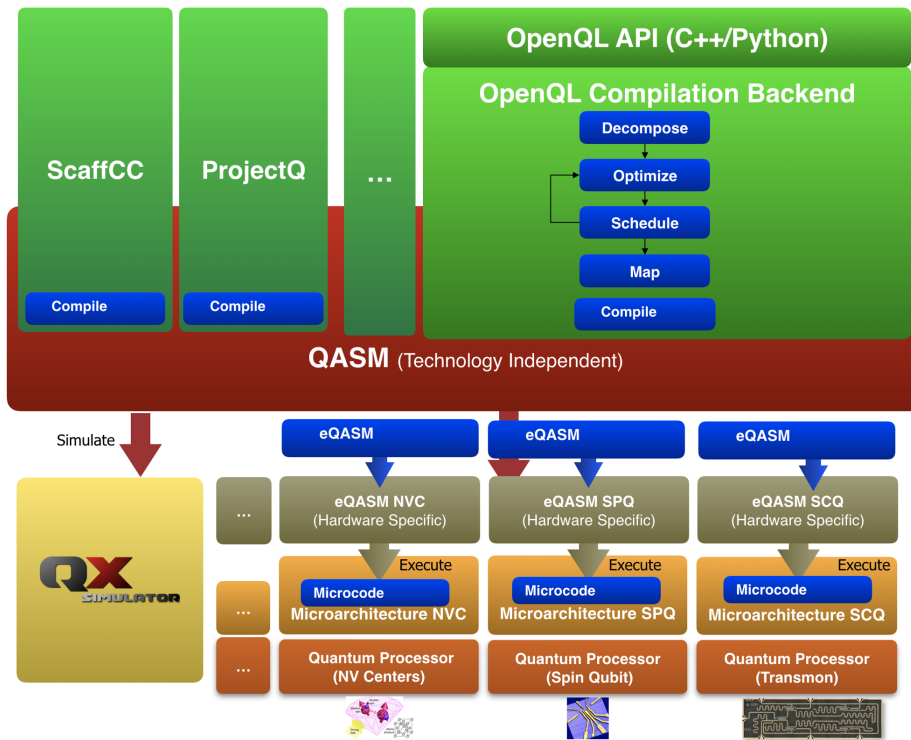 OpenQL API (C++/Python)
OpenQL Compilation Backend
Decompose
ScaffCC
ProjectQ
...
Optimize
Schedule
Map
Compile
Compile
Compile
QASM (Technology Independent)
Simulate
eQASM
eQASM
eQASM
...
eQASM NVC
(Hardware Specific)
eQASM SPQ
(Hardware Specific)
eQASM SCQ
(Hardware Specific)
QX
SIMULATOR
Execute
Execute
Execute
...
Microcode
Microarchitecture NVC
Microcode
Microarchitecture SPQ
Microcode
Microarchitecture SCQ
...
Quantum Processor
(NV Centers)
Quantum Processor
(Spin Qubit)
Quantum Processor
(Transmon)